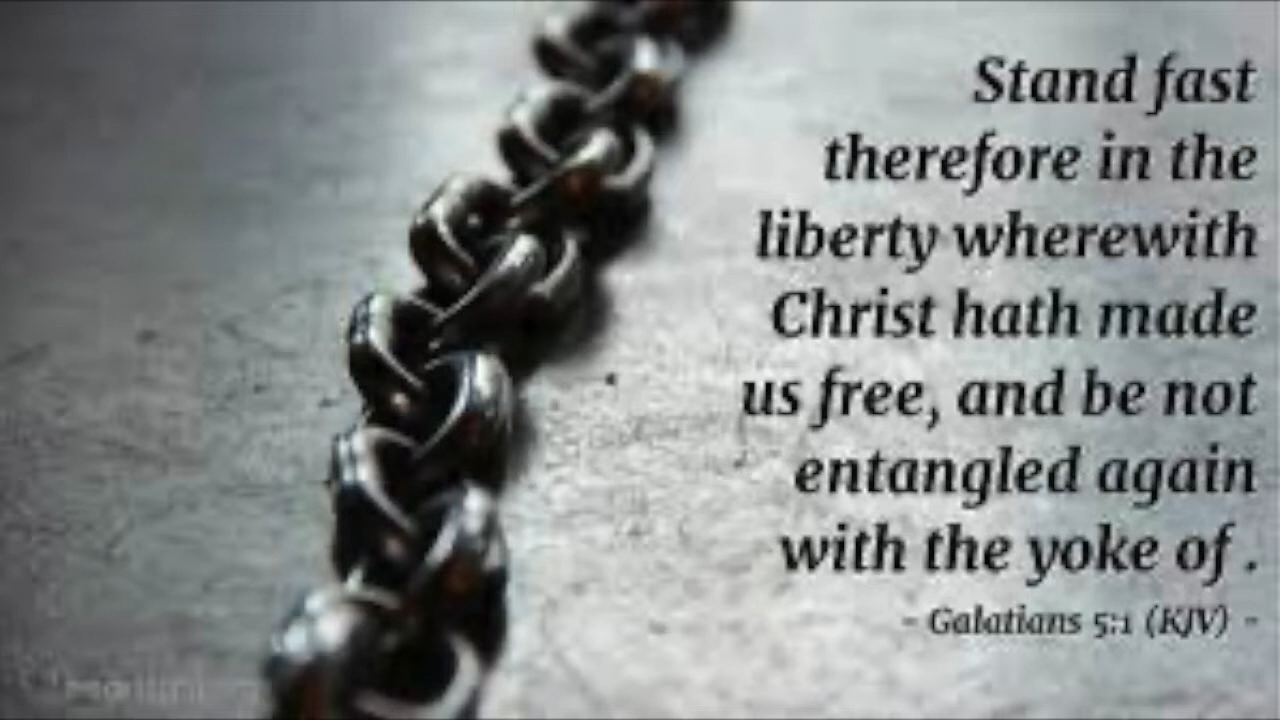 Stand fast
therefore in the
liberty wherewith
Christ hath made
us free, and be not
entangled again
with the yoke of .
- Galatians 5:1 (KJV) -